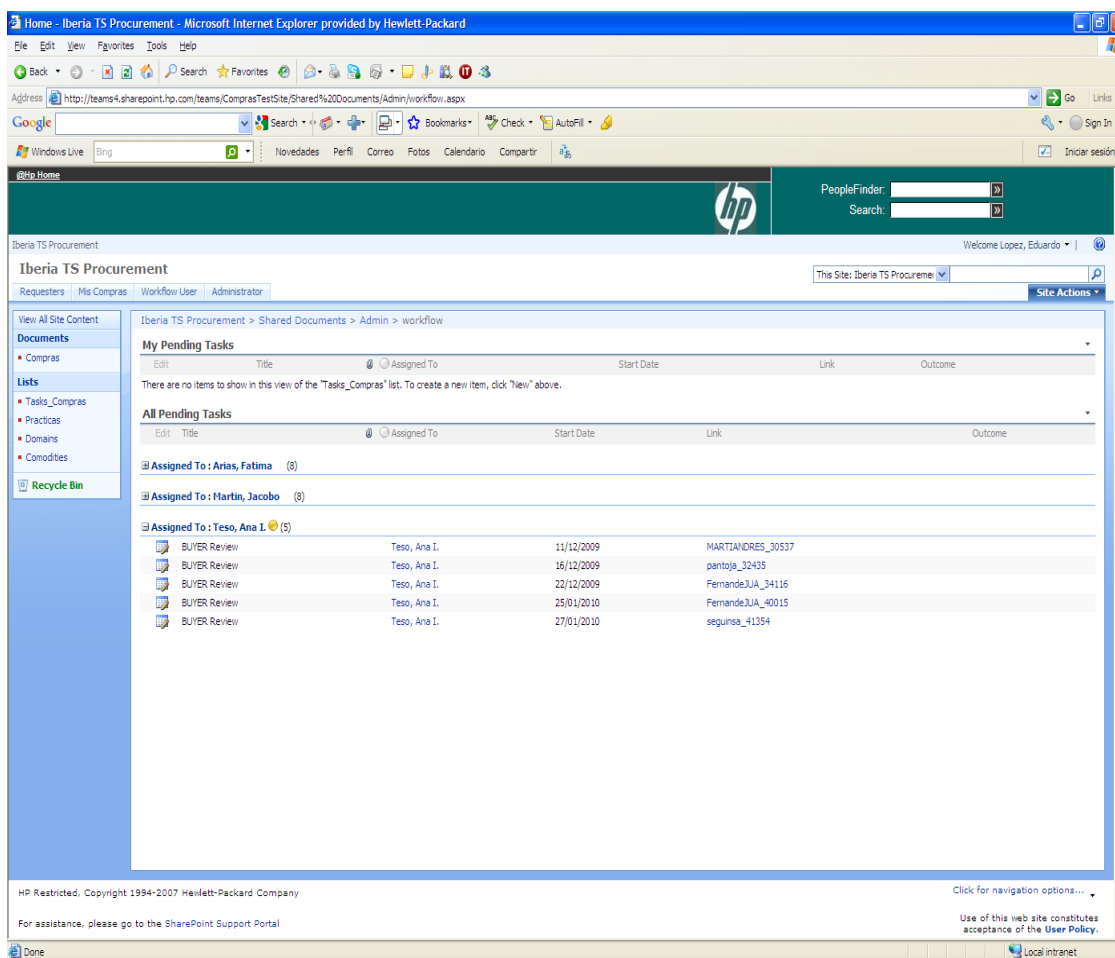 Home - Iberia TS Procurement - Microsoft Internet Explorer provided by Hewlett-Packard
File Edit View Favorites Tools Help
Back Search Favorites
Address http://teams4.sharepoint.hp.com/teams/ComprasTestSite/Shared%20Documents/Admin/workflow.aspx Go Links
Google Search Bookmarks ABC Check AutoFill Sign In
Windows Live Bing Novedades Perfil Correo Fotos Calendario Compartir Iniciar sesión
@Hp Home
hp
PeopleFinder: »
Search: »
Iberia TS Procurement Welcome Lopez, Eduardo
Iberia TS Procurement
This Site: Iberia TS Procuremen
Requesters Mis Compras Workflow User Administrator Site Actions
View All Site Content
Documents
Compras
Lists
Tasks_Compras
Practicas
Domains
Comodities
Recycle Bin
Iberia TS Procurement > Shared Documents > Admin > workflow
My Pending Tasks
Edit Title Assigned To Start Date Link Outcome
There are no items to show in this view of the "Tasks_Compras" list. To create a new item, click "New" above.
All Pending Tasks
Edit Title Assigned To Start Date Link Outcome
Assigned To : Arias, Fatima (8)
Assigned To : Martin, Jacobo (8)
Assigned To : Teso, Ana I. (5)
BUYER Review Teso, Ana I. 11/12/2009 MARTIANDRES_30537
BUYER Review Teso, Ana I. 16/12/2009 pantoja_32435
BUYER Review Teso, Ana I. 22/12/2009 FernandeJUA_34116
BUYER Review Teso, Ana I. 25/01/2010 FernandeJUA_40015
BUYER Review Teso, Ana I. 27/01/2010 seguinsa_41354
HP Restricted, Copyright 1994-2007 Hewlett-Packard Company
Click for navigation options...
For assistance, please go to the SharePoint Support Portal
Use of this web site constitutes
acceptance of the User Policy.
Done Local intranet